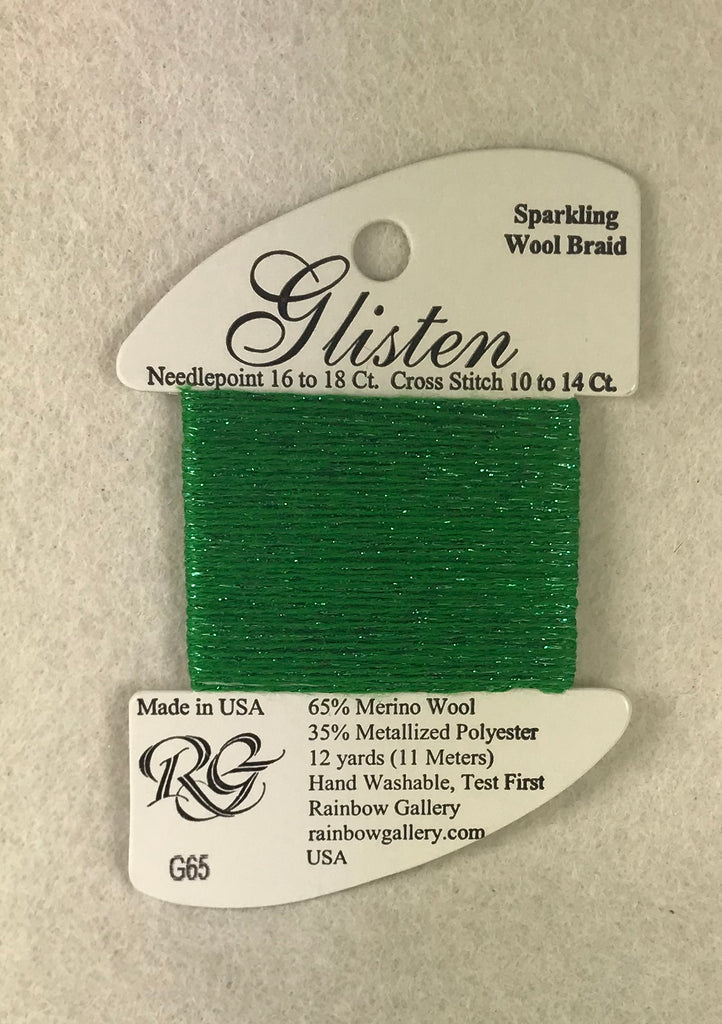 Sparkling
Wool Braid
Glisten
Needlepoint 16 to 18 Ct. Cross Stitch 10 to 14 Ct.
Made in USA
RG
G65
65% Merino Wool
35% Metallized Polyester
12 yards (11 Meters)
Hand Washable, Test First
Rainbow Gallery
rainbowgallery.com
USA